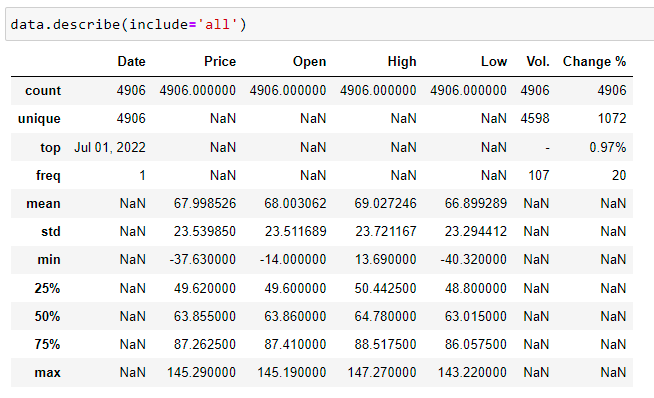 data.describe(include='all')
Date Price Open High Low Vol. Change %
count 4906 4906.000000 4906.000000 4906.000000 4906.000000 4906 4906
unique 4906 NaN NaN NaN NaN 4598 1072
top Jul 01, 2022 NaN NaN NaN NaN - 0.97%
freq 1 NaN NaN NaN NaN 107 20
mean NaN 67.998526 68.003062 69.027246 66.899289 NaN NaN
std NaN 23.539850 23.511689 23.721167 23.294412 NaN NaN
min NaN -37.630000 -14.000000 13.690000 -40.320000 NaN NaN
25% NaN 49.620000 49.600000 50.442500 48.800000 NaN NaN
50% NaN 63.855000 63.860000 64.780000 63.015000 NaN NaN
75% NaN 87.262500 87.410000 88.517500 86.057500 NaN NaN
max NaN 145.290000 145.190000 147.270000 143.220000 NaN NaN